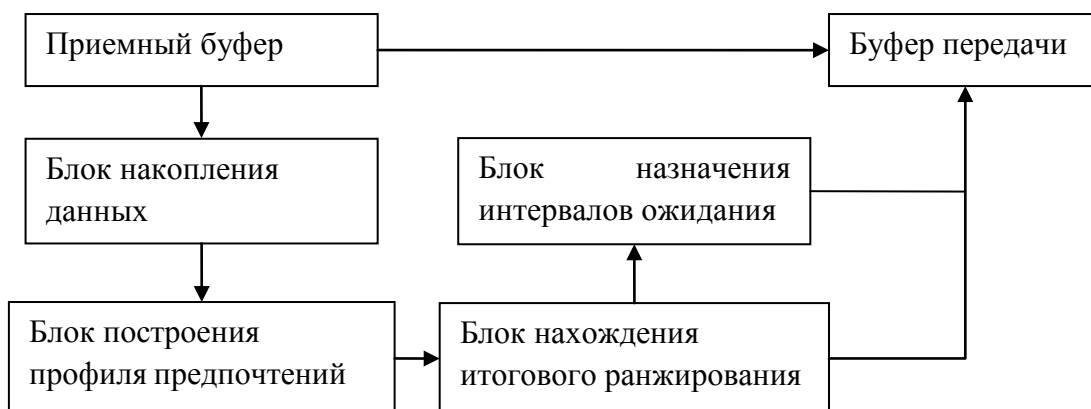 Приемный буфер
Буфер передачи
Блок накопления
данных
Блок назначения
интервалов ожидания
Блок построения
профиля предпочтений
Блок нахождения
итогового ранжирования